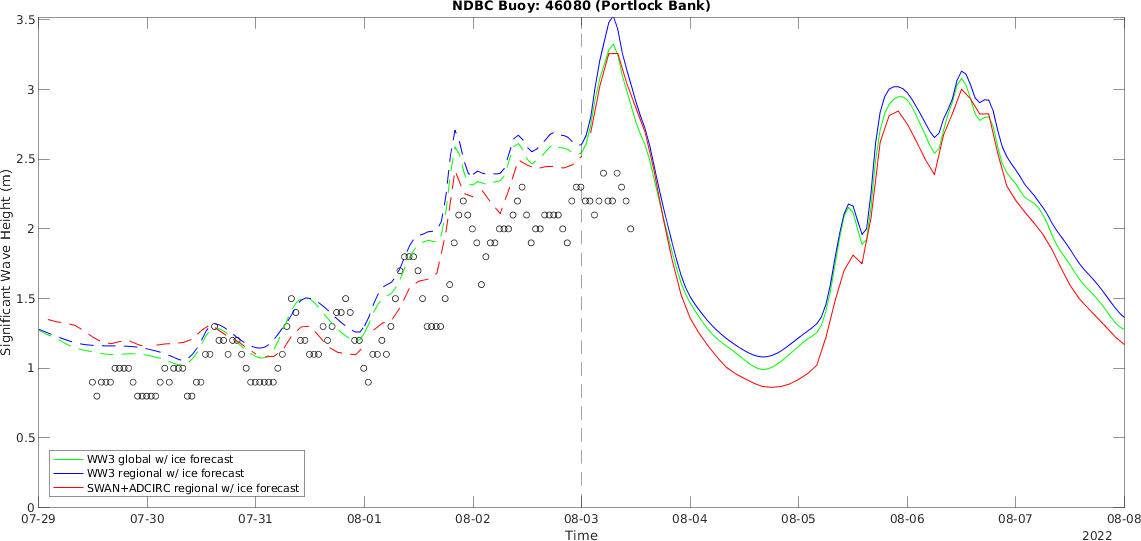 NDBC Buoy: 46080 (Portlock Bank)
3.5
3
2.5
2
1.5
1
0.5
0
Significant Wave Height (m)
WW3 global w/ ice forecast
WW3 regional w/ ice forecast
SWAN+ADCIRC regional w/ ice forecast
07-29 07-30 07-31 08-01 08-02 08-03 08-04 08-05 08-06 08-07 08-08
Time
2022